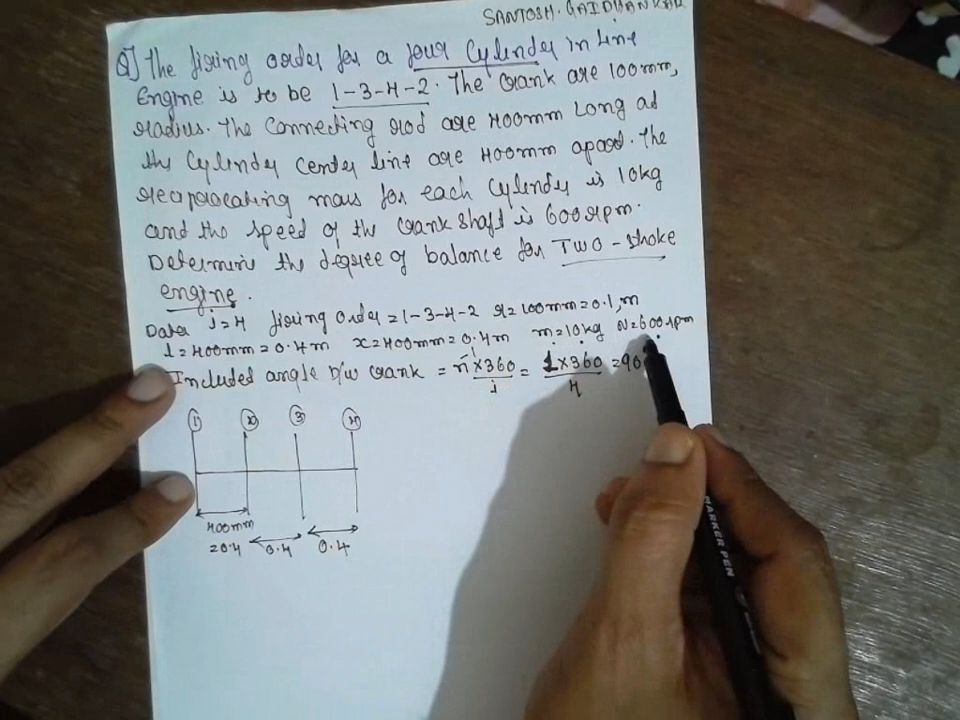 SANTOSH. GAIDHANKAR
Q] The firing order for a four Cylinder in line
Engine is to be 1-3-4-2. The Crank are 100mm,
radius. The Connecting rod are 400mm Long ad
the Cylinder Center line are 400mm apart. The
reciprocating mass for each Cylinder is 10kg
and the speed of the Crank shaft is 600rpm.
Determine the degree of balance for TWO-stroke
engine.
Data i=4 firing Order=1-3-4-2 r=100mm=0.1,m
l=400mm=0.4m x=400mm=0.4m m=10kg N=600rpm
Included angle b/w crank = n×360/i = 1×360/4 =90
1 2 3 4
400mm
=0.4 0.4 0.4
MARKER PEN